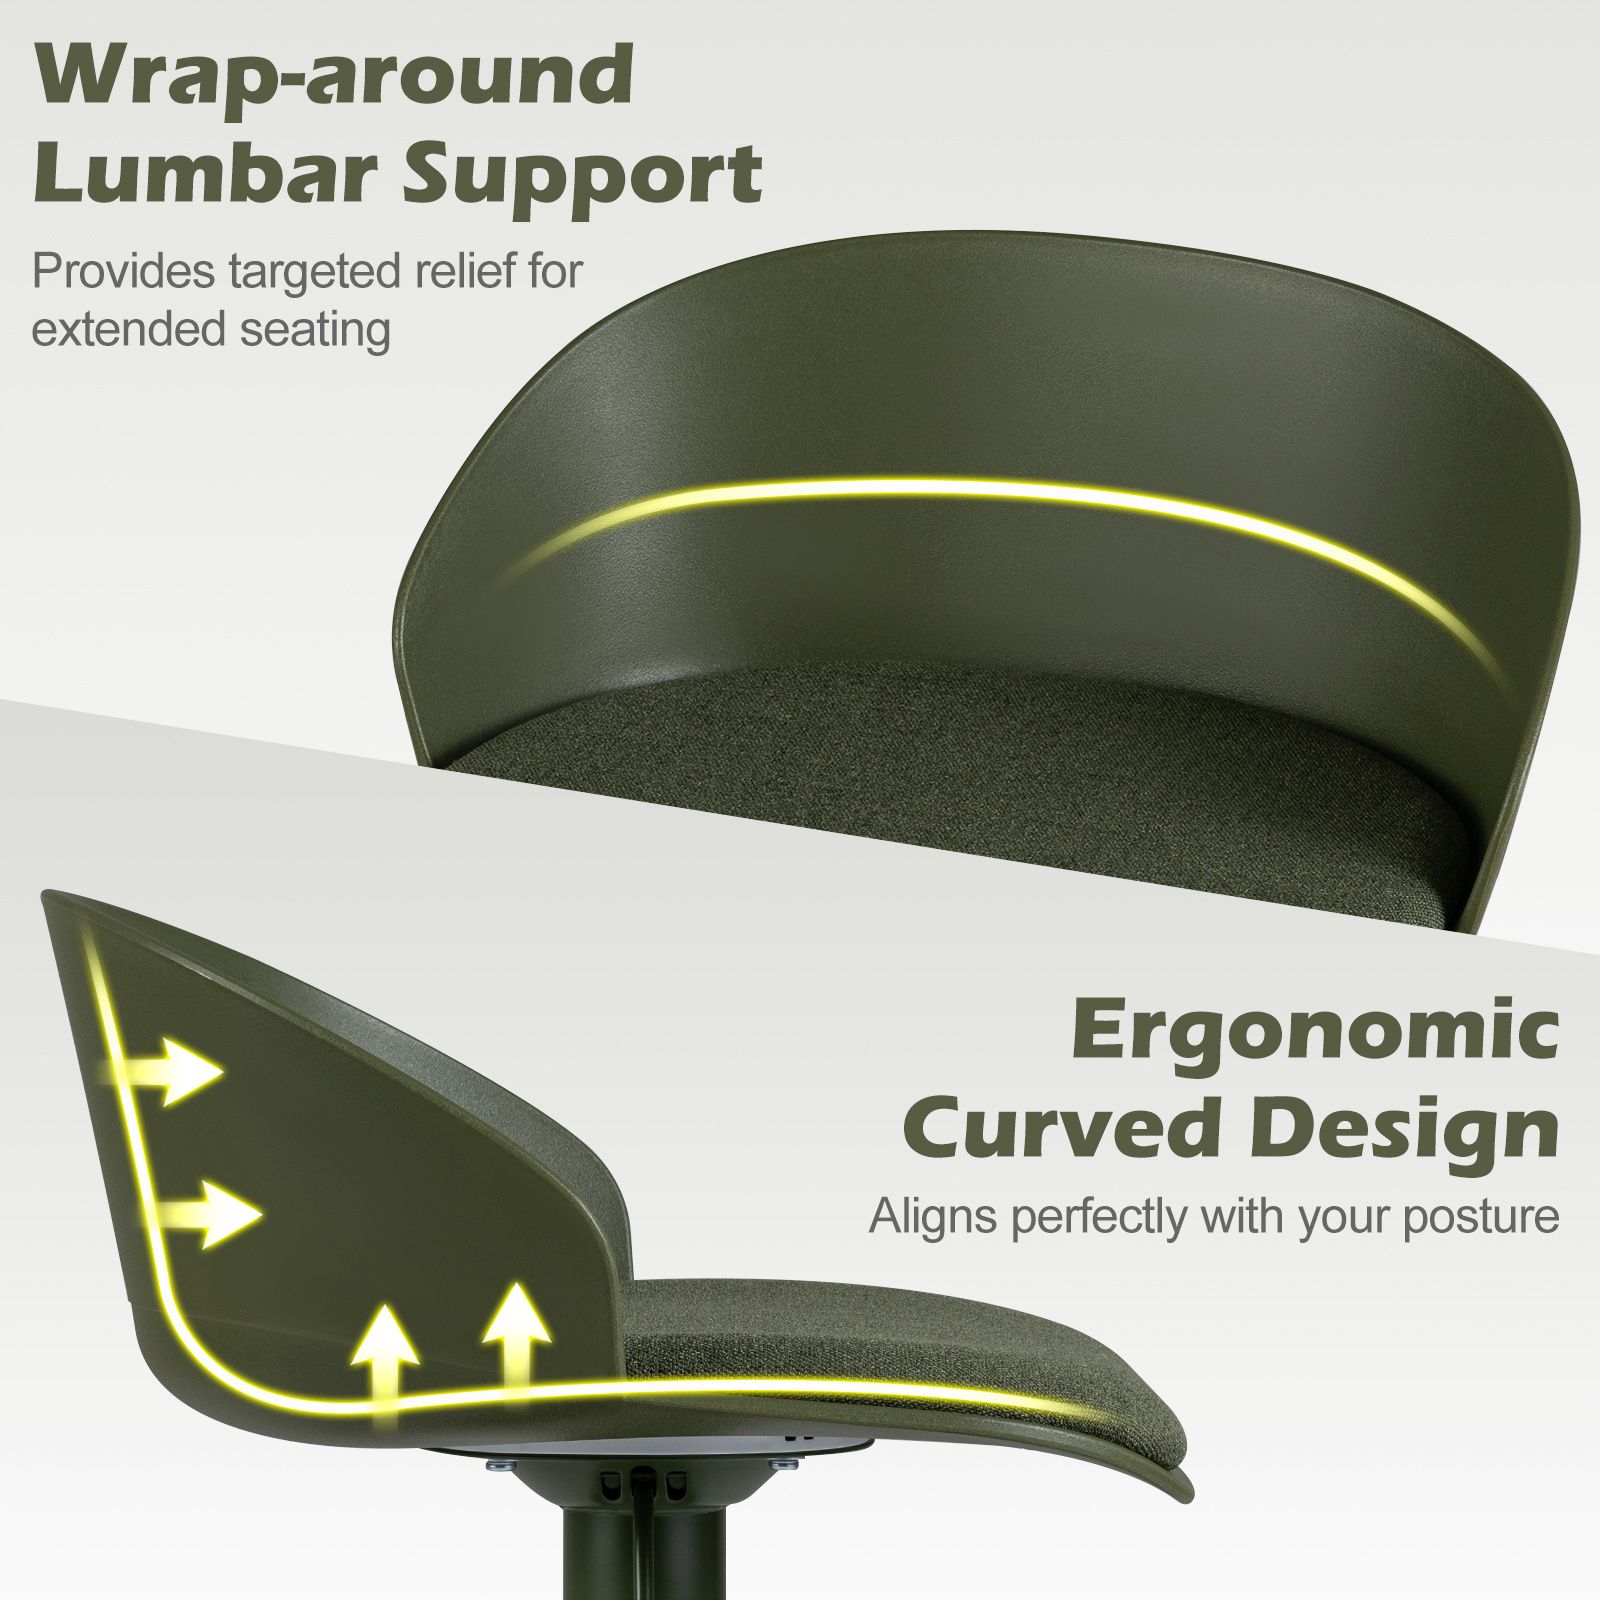 Wrap-around
Lumbar Support
Provides targeted relief for
extended seating
Ergonomic
Curved Design
Aligns perfectly with your posture